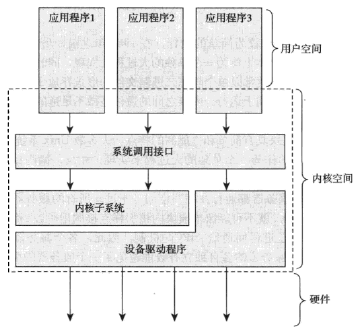 应用程序1 应用程序2 应用程序3
用户空间
系统调用接口
内核空间
内核子系统
设备驱动程序
硬件